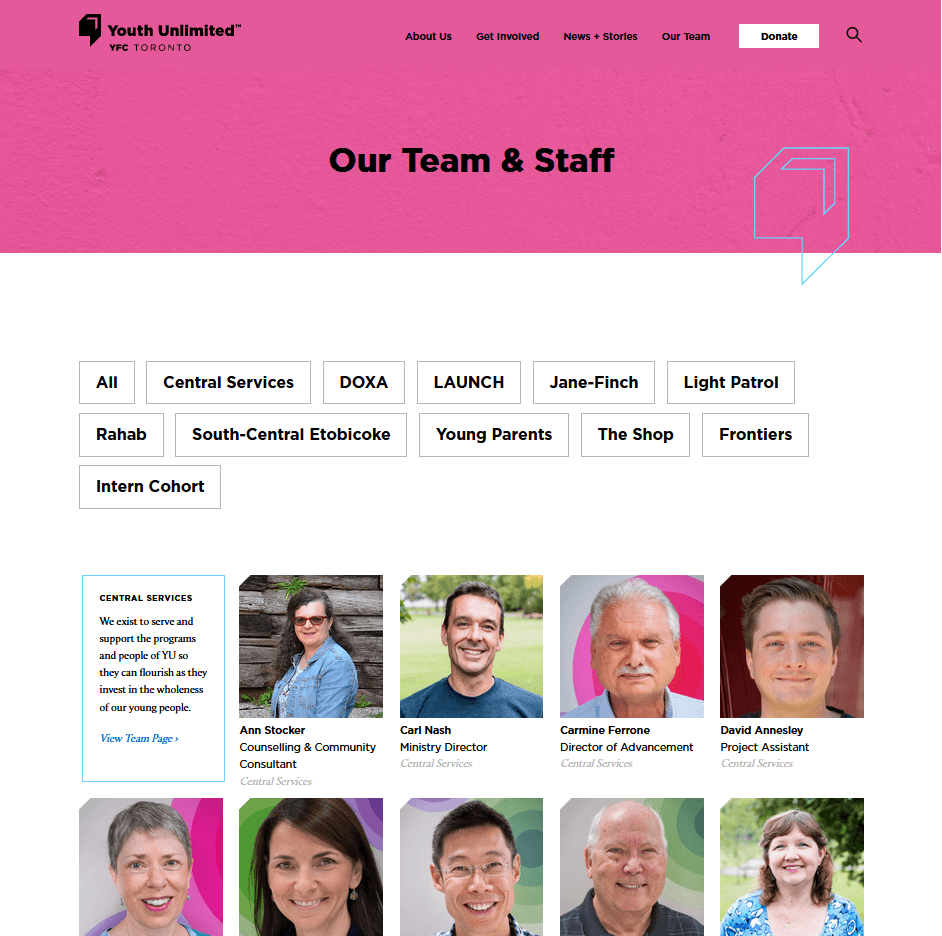 Youth Unlimited™
YFC TORONTO
About Us
Get Involved
News + Stories
Our Team
Donate
Our Team & Staff
All
Central Services
DOXA
LAUNCH
Jane-Finch
Light Patrol
Rahab
South-Central Etobicoke
Young Parents
The Shop
Frontiers
Intern Cohort
CENTRAL SERVICES
We exist to serve and
support the programs
and people of YU so
they can flourish as they
invest in the wholeness
of our young people.
View Team Page ›
Ann Stocker
Counselling & Community
Consultant
Central Services
Carl Nash
Ministry Director
Central Services
Carmine Ferrone
Director of Advancement
Central Services
David Annesley
Project Assistant
Central Services